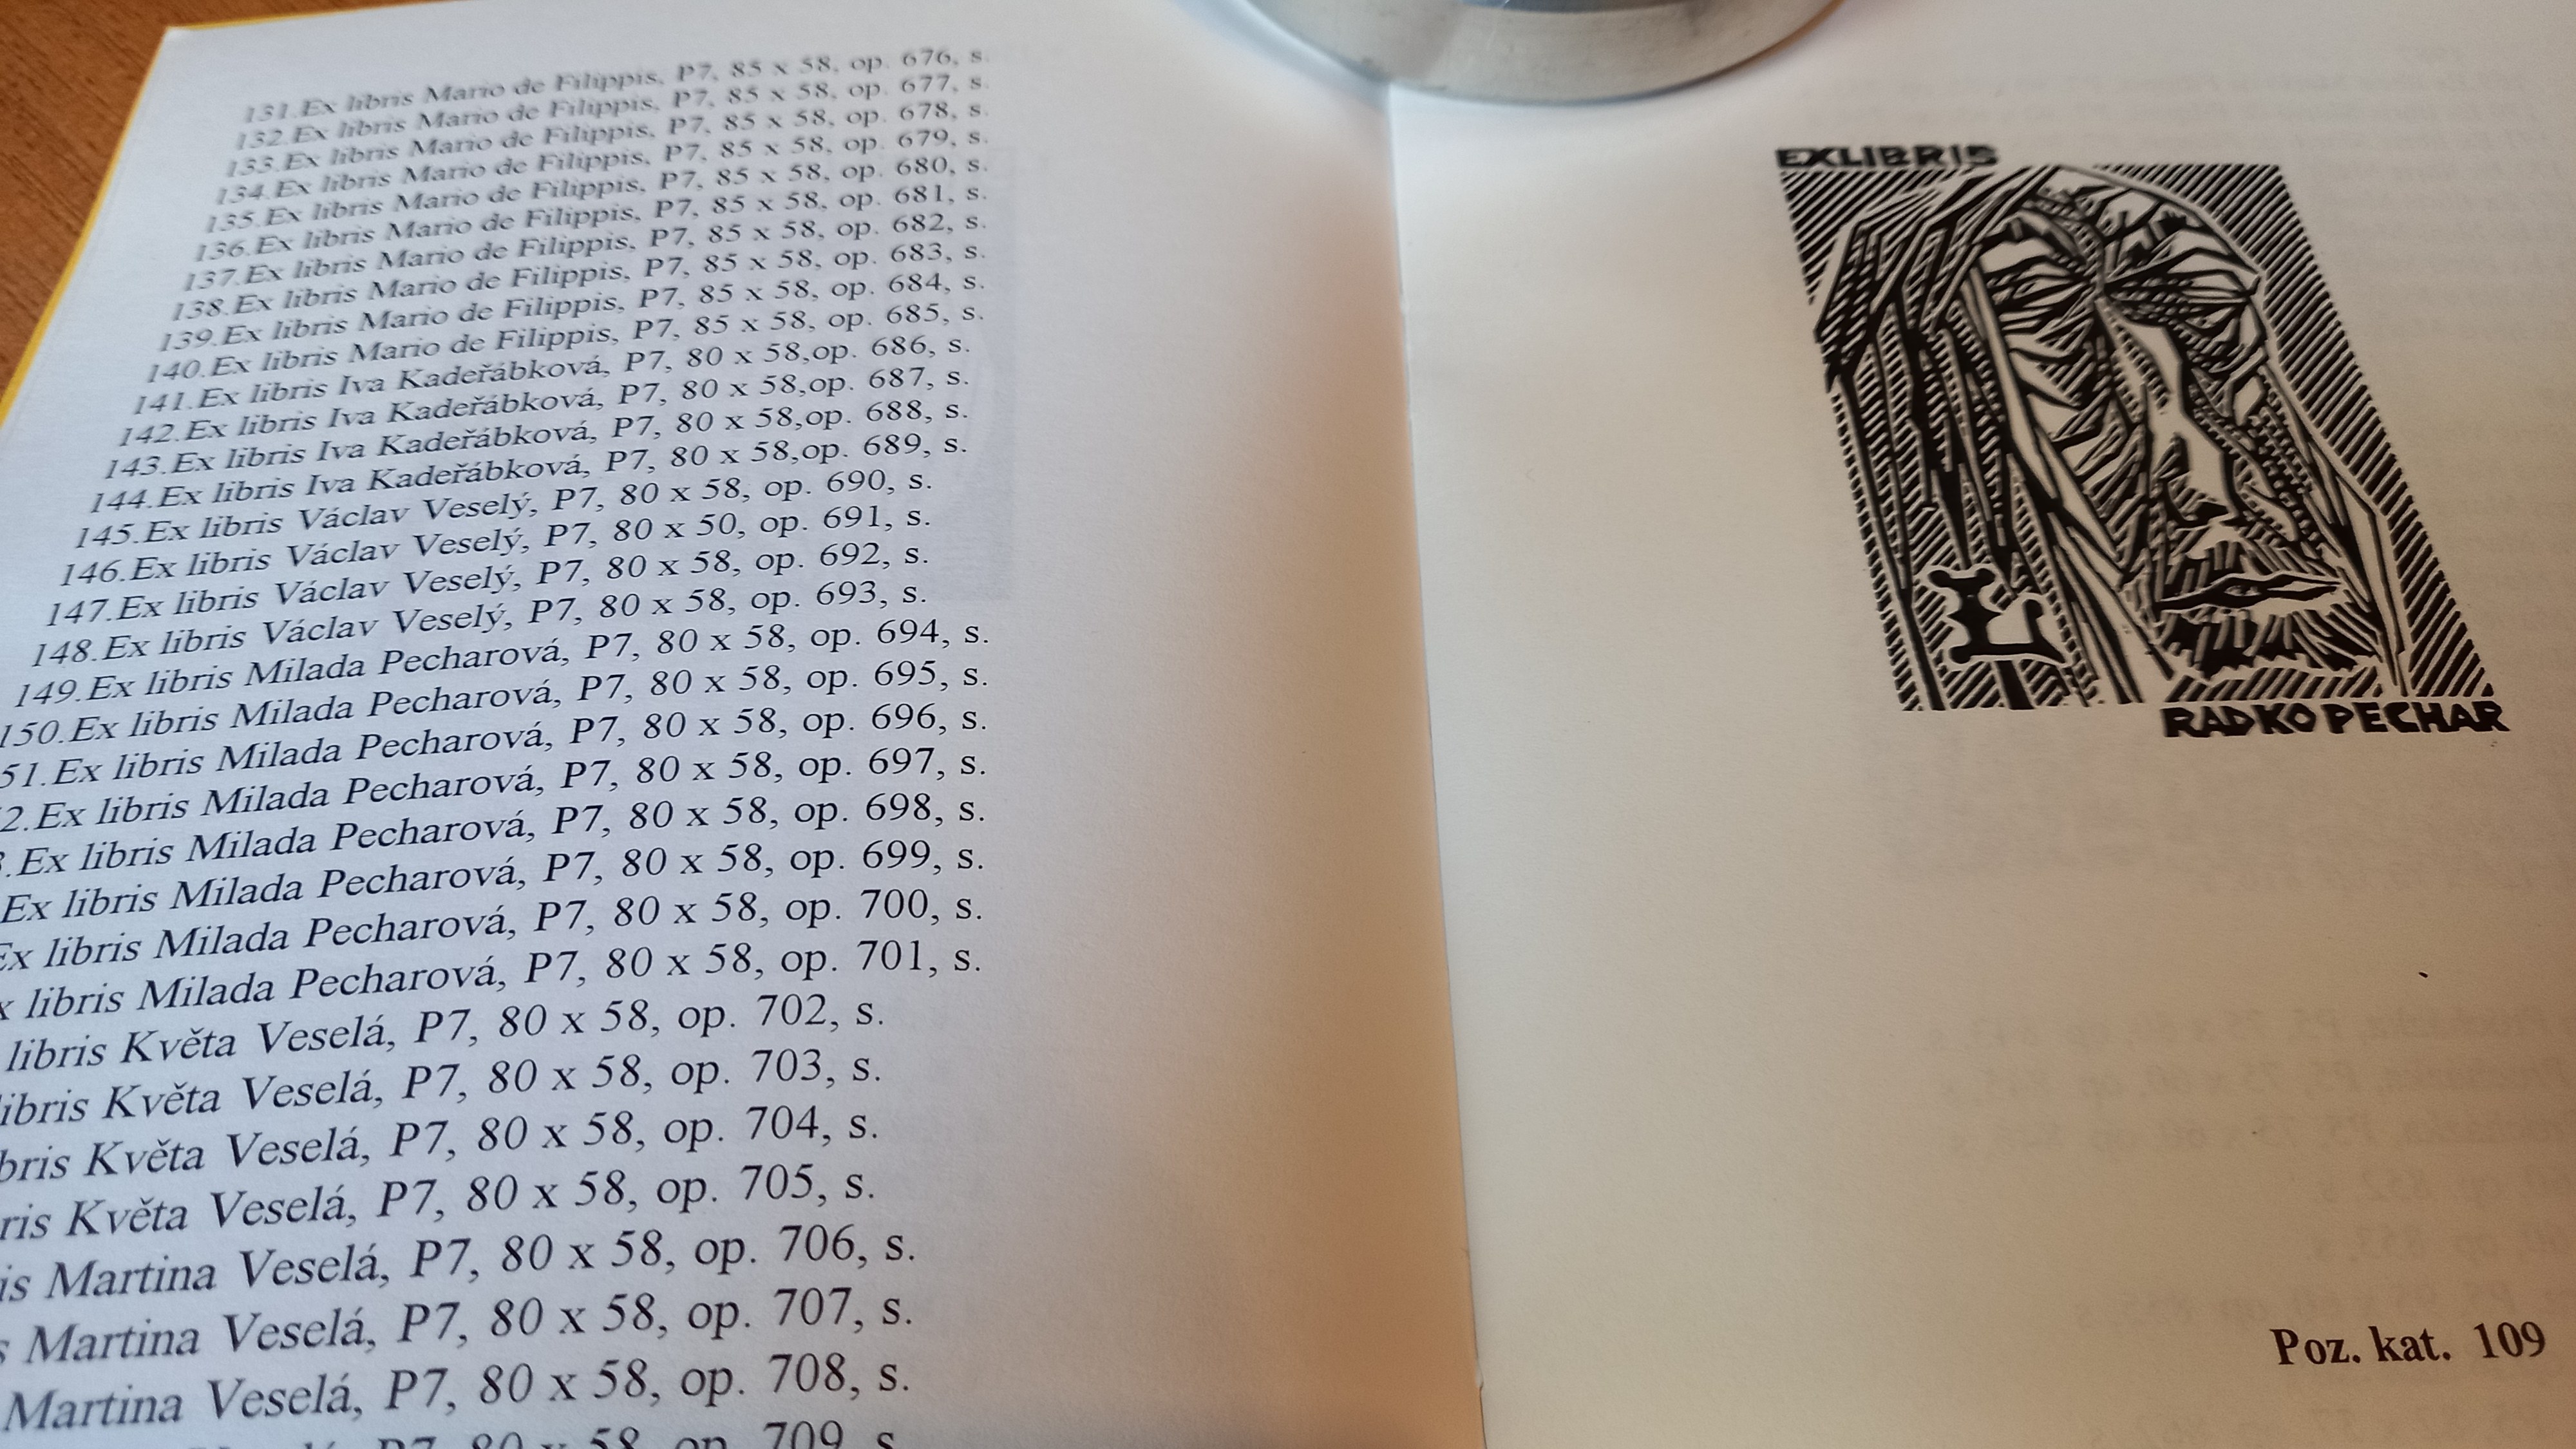 131.Ex libris Mario de Filippis, P7, 85 x 58, op. 676, s.
132.Ex libris Mario de Filippis, P7, 85 x 58, op. 677, s.
133.Ex libris Mario de Filippis, P7, 85 x 58, op. 678, s.
134.Ex libris Mario de Filippis, P7, 85 x 58, op. 679, s.
135.Ex libris Mario de Filippis, P7, 85 x 58, op. 680, s.
136.Ex libris Mario de Filippis, P7, 85 x 58, op. 681, s.
137.Ex libris Mario de Filippis, P7, 85 x 58, op. 682, s.
138.Ex libris Mario de Filippis, P7, 85 x 58, op. 683, s.
139.Ex libris Mario de Filippis, P7, 85 x 58, op. 684, s.
140.Ex libris Mario de Filippis, P7, 85 x 58, op. 685, s.
141.Ex libris Iva Kadeřábková, P7, 80 x 58,op. 686, s.
142.Ex libris Iva Kadeřábková, P7, 80 x 58,op. 687, s.
143.Ex libris Iva Kadeřábková, P7, 80 x 58,op. 688, s.
144.Ex libris Iva Kadeřábková, P7, 80 x 58,op. 689, s.
145.Ex libris Václav Veselý, P7, 80 x 58, op. 690, s.
146.Ex libris Václav Veselý, P7, 80 x 50, op. 691, s.
147.Ex libris Václav Veselý, P7, 80 x 58, op. 692, s.
148.Ex libris Václav Veselý, P7, 80 x 58, op. 693, s.
149.Ex libris Milada Pecharová, P7, 80 x 58, op. 694, s.
150.Ex libris Milada Pecharová, P7, 80 x 58, op. 695, s.
51.Ex libris Milada Pecharová, P7, 80 x 58, op. 696, s.
2.Ex libris Milada Pecharová, P7, 80 x 58, op. 697, s.
.Ex libris Milada Pecharová, P7, 80 x 58, op. 698, s.
Ex libris Milada Pecharová, P7, 80 x 58, op. 699, s.
Ex libris Milada Pecharová, P7, 80 x 58, op. 700, s.
x libris Milada Pecharová, P7, 80 x 58, op. 701, s.
libris Květa Veselá, P7, 80 x 58, op. 702, s.
ibris Květa Veselá, P7, 80 x 58, op. 703, s.
bris Květa Veselá, P7, 80 x 58, op. 704, s.
ris Květa Veselá, P7, 80 x 58, op. 705, s.
is Martina Veselá, P7, 80 x 58, op. 706, s.
s Martina Veselá, P7, 80 x 58, op. 707, s.
Martina Veselá, P7, 80 x 58, op. 708, s.
P7, 80 x 58, op. 709, s.
EXLIBRIS
L
RADKO PECHAR
Poz. kat. 109